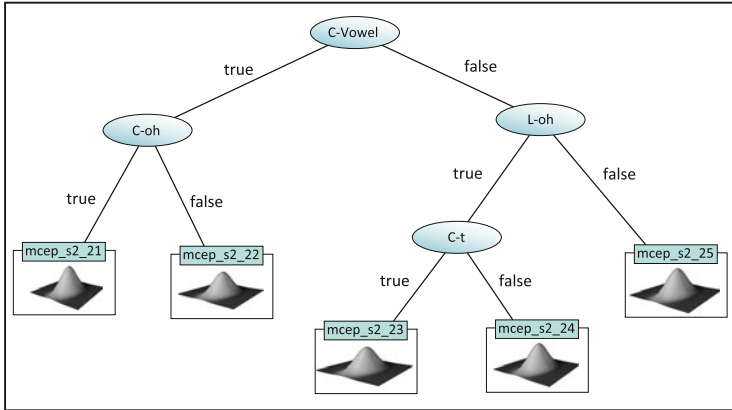 C-Vowel
true
false
C-oh
L-oh
true
false
true
false
C-t
mcep_s2_21
mcep_s2_22
mcep_s2_25
true
false
mcep_s2_23
mcep_s2_24